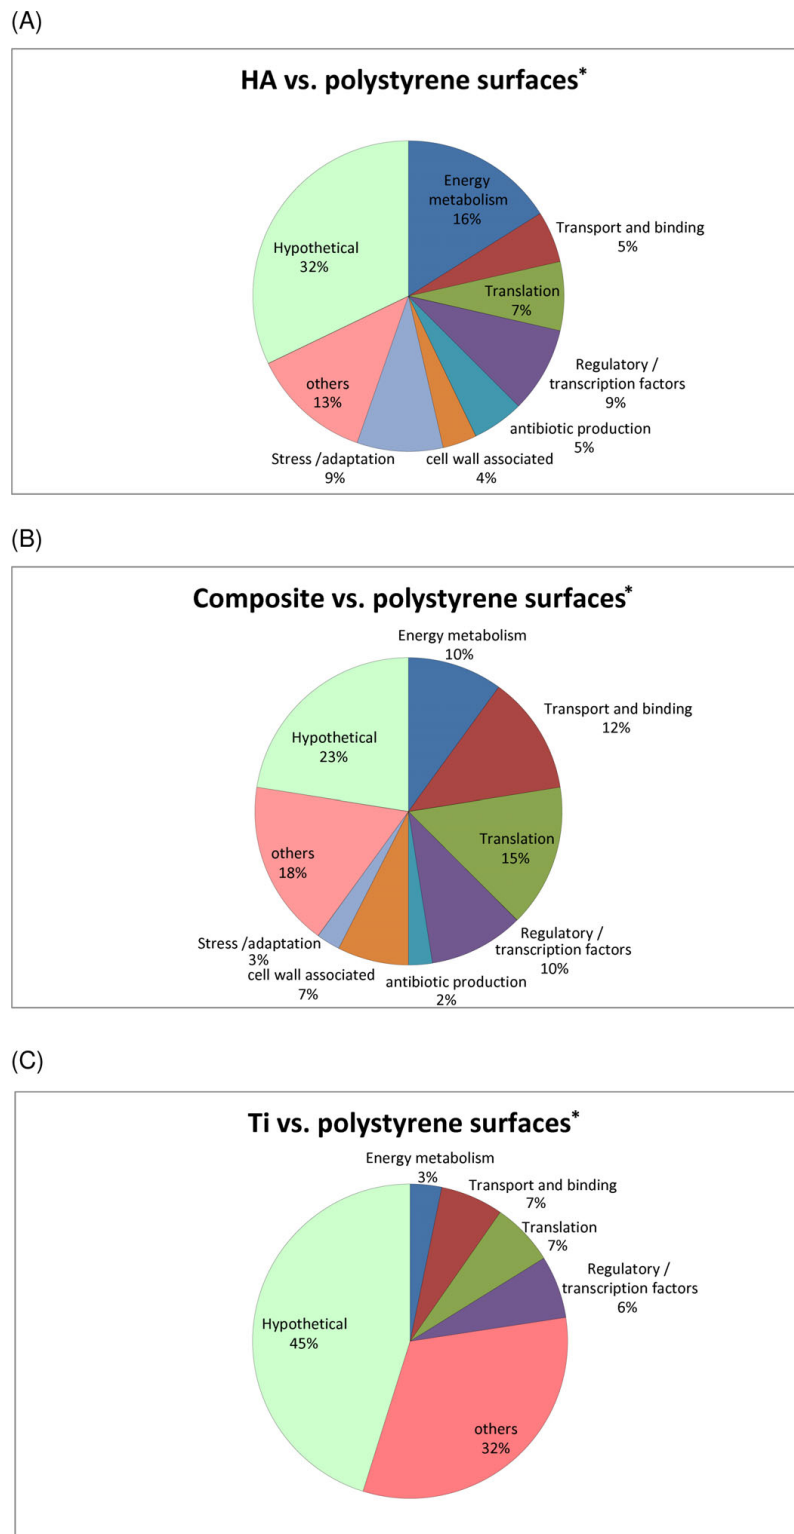 (A)
HA vs. polystyrene surfaces*
Energy
metabolism
16%
Transport and binding
5%
Translation
7%
Regulatory /
transcription factors
9%
antibiotic production
5%
cell wall associated
4%
Stress /adaptation
9%
others
13%
Hypothetical
32%
(B)
Composite vs. polystyrene surfaces*
Energy metabolism
10%
Transport and binding
12%
Translation
15%
Regulatory /
transcription factors
10%
antibiotic production
2%
cell wall associated
7%
Stress /adaptation
3%
others
18%
Hypothetical
23%
(C)
Ti vs. polystyrene surfaces*
Energy metabolism
3%
Transport and binding
7%
Translation
7%
Regulatory /
transcription factors
6%
others
32%
Hypothetical
45%